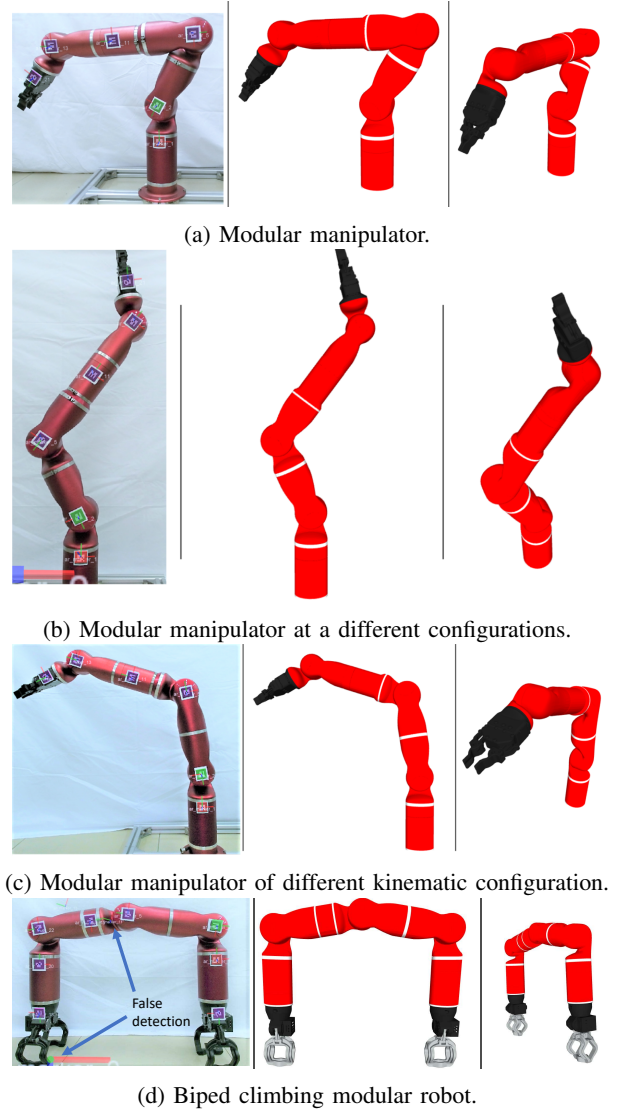 (a) Modular manipulator.
(b) Modular manipulator at a different configurations.
(c) Modular manipulator of different kinematic configuration.
False
detection
(d) Biped climbing modular robot.